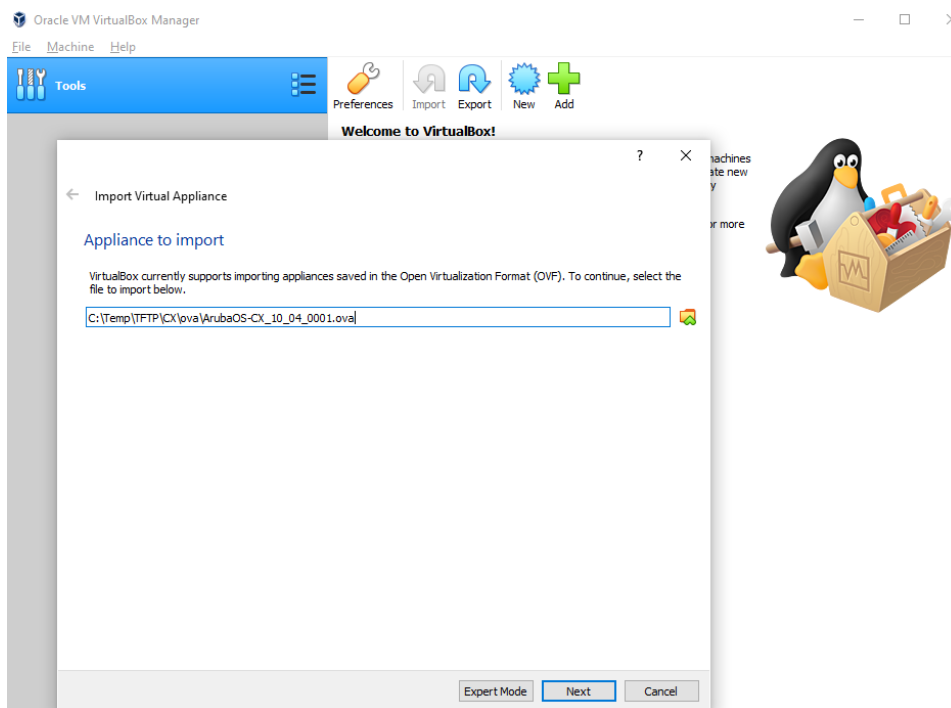 Oracle VM VirtualBox Manager
File Machine Help
Tools
Preferences Import Export New Add
Welcome to VirtualBox!
?
Import Virtual Appliance
Appliance to import
VirtualBox currently supports importing appliances saved in the Open Virtualization Format (OVF). To continue, select the
file to import below.
C:\Temp\TFTP\CX\ova\ArubaOS-CX_10_04_0001.ova
new
or more
Expert Mode Next Cancel